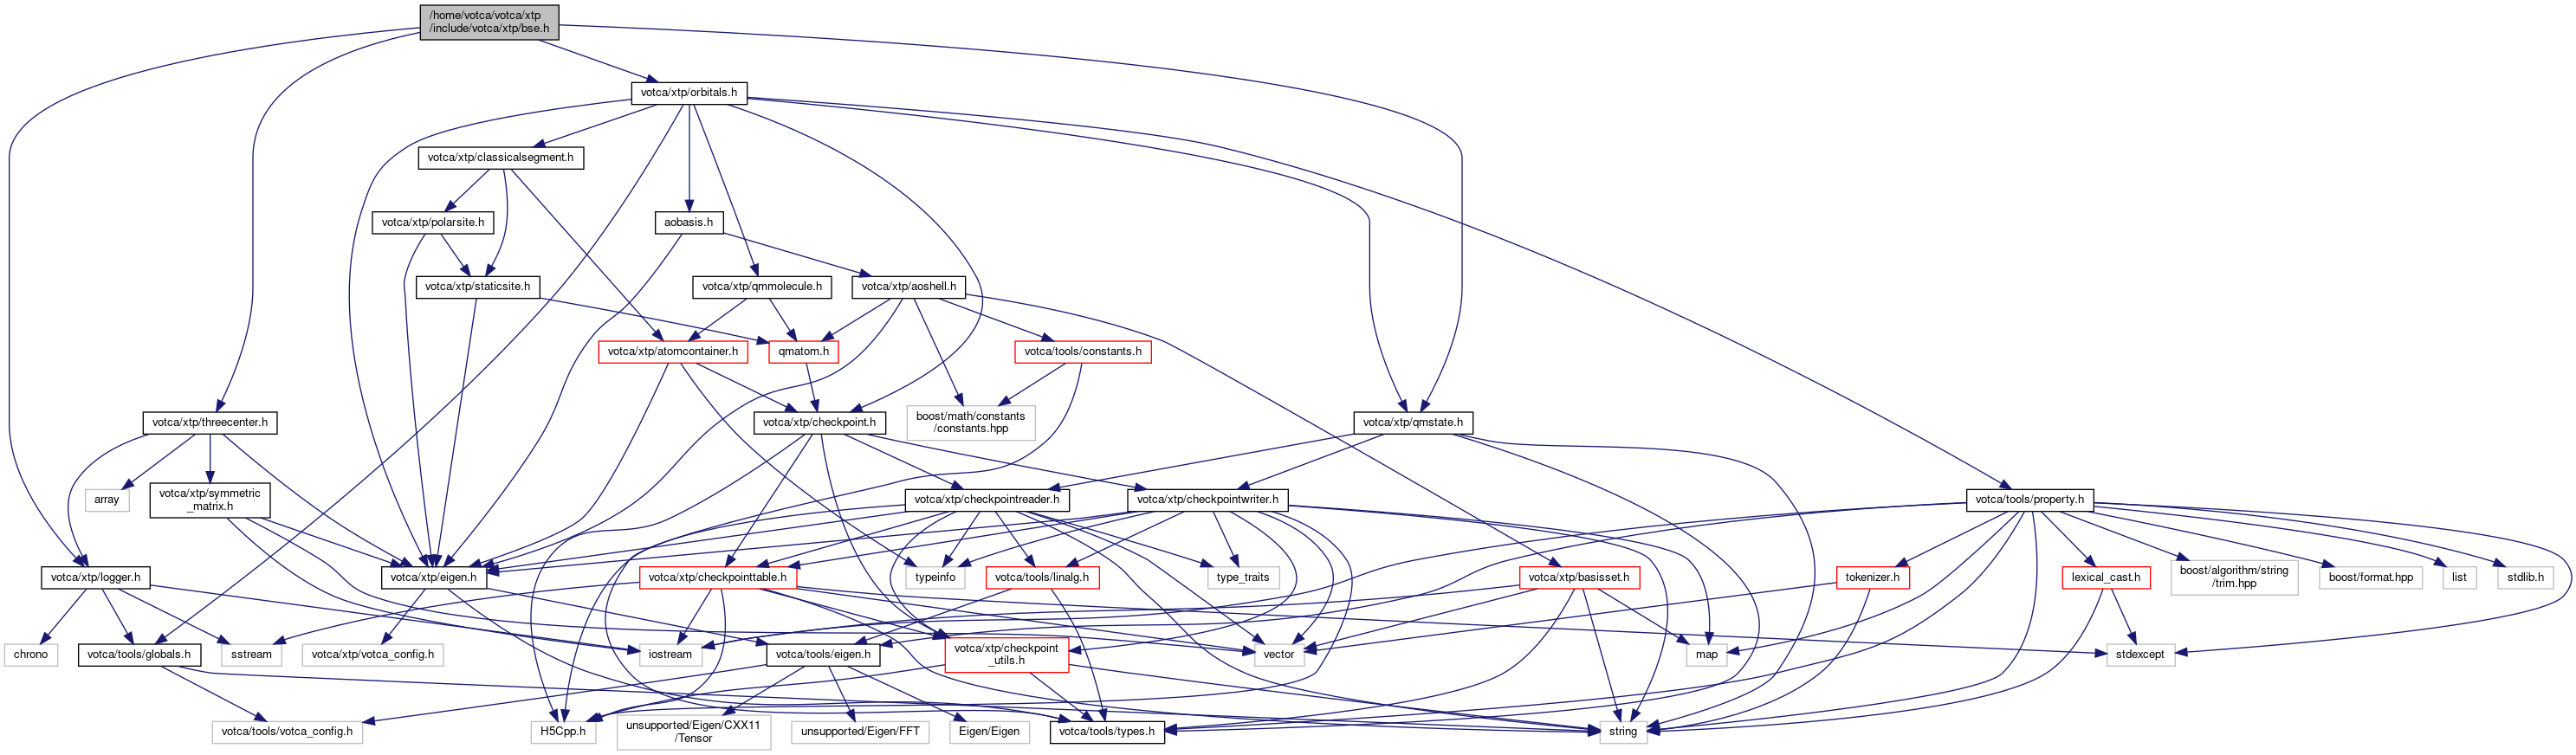 /home/votca/votca/xtp
/include/votca/xtp/bse.h
votca/xtp/orbitals.h
votca/xtp/classicalsegment.h
votca/xtp/polarsite.h
aobasis.h
votca/xtp/staticsite.h
votca/xtp/qmmolecule.h
votca/xtp/aoshell.h
votca/xtp/atomcontainer.h
qmatom.h
votca/tools/constants.h
votca/xtp/threecenter.h
votca/xtp/checkpoint.h
boost/math/constants
/constants.hpp
votca/xtp/qmstate.h
array
votca/xtp/symmetric
_matrix.h
votca/xtp/checkpointreader.h
votca/xtp/checkpointwriter.h
votca/tools/property.h
votca/xtp/logger.h
votca/xtp/eigen.h
votca/xtp/checkpointtable.h
typeinfo
votca/tools/linalg.h
type_traits
votca/xtp/basisset.h
tokenizer.h
lexical_cast.h
boost/algorithm/string
/trim.hpp
boost/format.hpp
list
stdlib.h
chrono
votca/tools/globals.h
sstream
votca/xtp/votca_config.h
iostream
votca/tools/eigen.h
votca/xtp/checkpoint
_utils.h
vector
map
stdexcept
votca/tools/votca_config.h
H5Cpp.h
unsupported/Eigen/CXX11
/Tensor
unsupported/Eigen/FFT
Eigen/Eigen
votca/tools/types.h
string